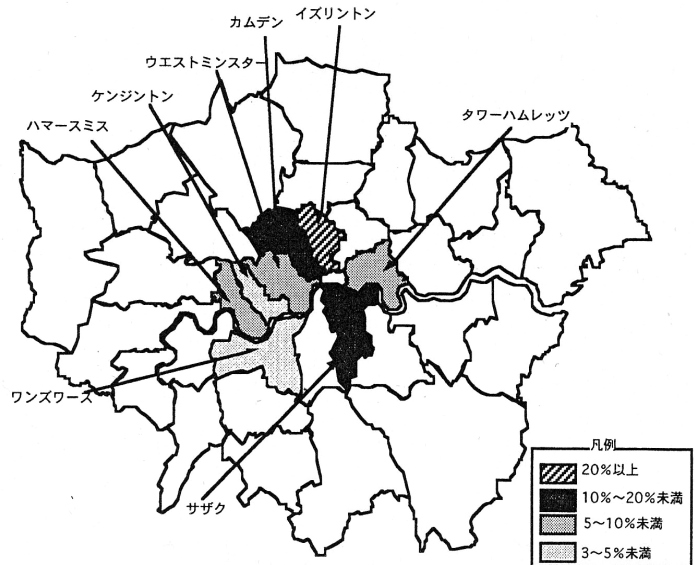 イズリントン
カムデン
ウエストミンスター
ケンジントン
ハマースミス
タワーハムレッツ
ワンズワース
サザク
凡例
20%以上
10%〜20%未満
5〜10%未満
3〜5%未満